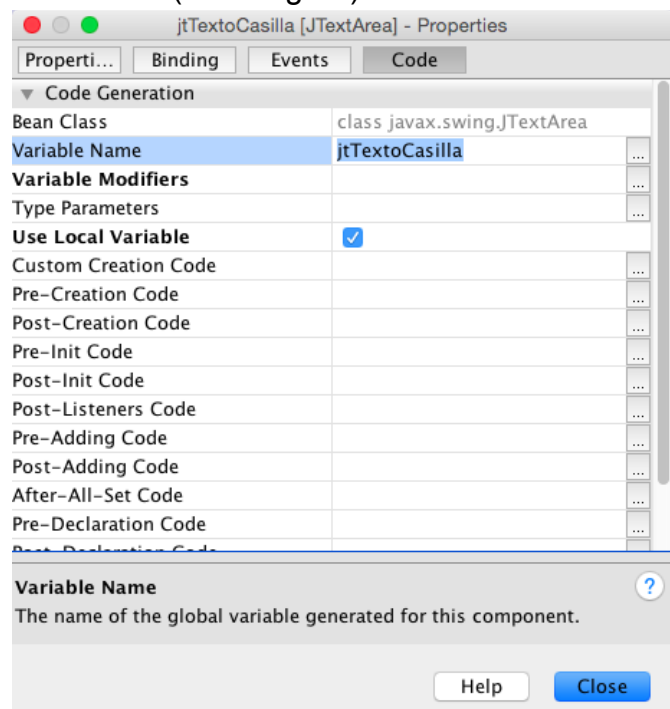 jtTextoCasilla [JTextArea] - Properties
Properti... Binding Events Code
Code Generation
Bean Class class javax.swing.JTextArea
Variable Name jtTextoCasilla ...
Variable Modifiers ...
Type Parameters ...
Use Local Variable
Custom Creation Code ...
Pre-Creation Code ...
Post-Creation Code ...
Pre-Init Code ...
Post-Init Code ...
Post-Listeners Code ...
Pre-Adding Code ...
Post-Adding Code ...
After-All-Set Code ...
Pre-Declaration Code ...
Post-Declaration Code
Variable Name ?
The name of the global variable generated for this component.
Help Close